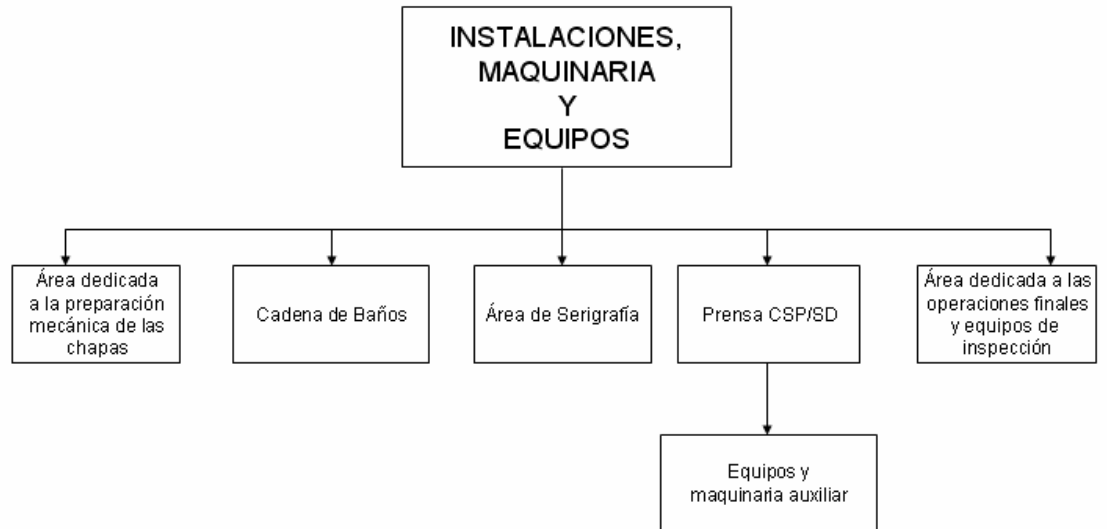 INSTALACIONES,
MAQUINARIA
Y
EQUIPOS
Área dedicada
a la preparación
mecánica de las
chapas
Cadena de Baños
Área de Serigrafía
Prensa CSP/SD
Área dedicada a las
operaciones finales
y equipos de
inspección
Equipos y
maquinaria auxiliar